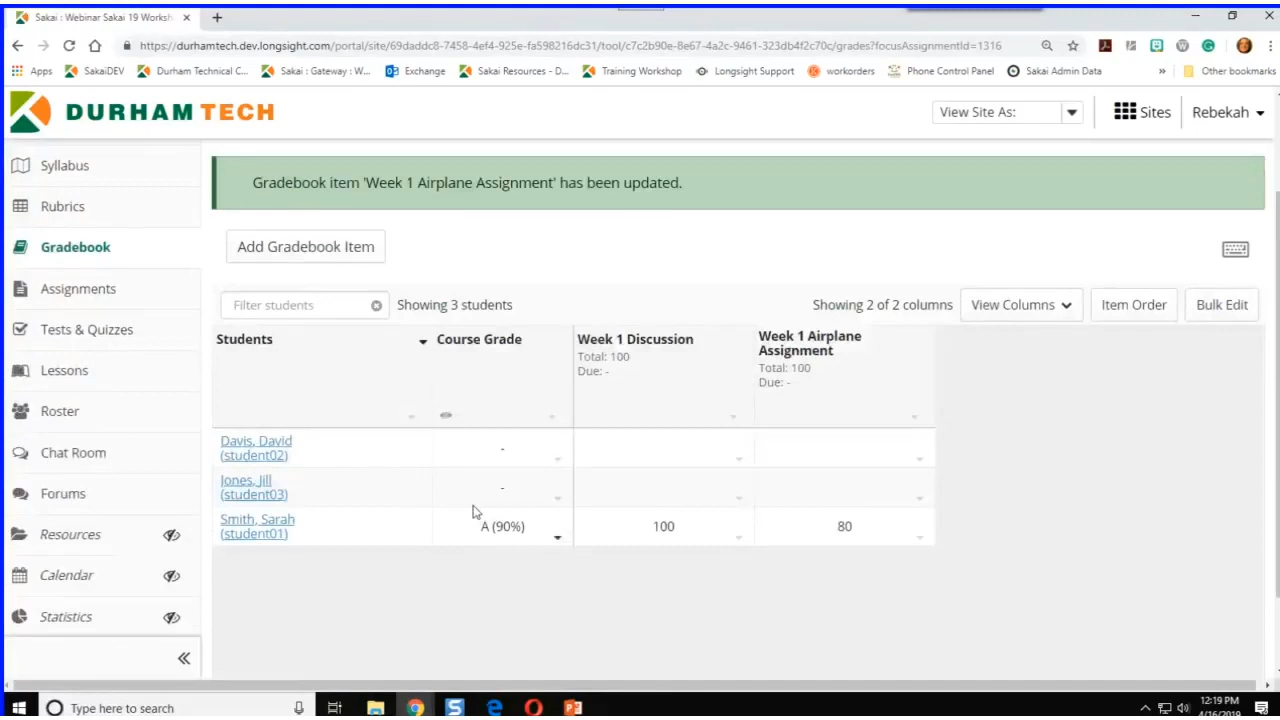 Sakai : Webinar Sakai 19 Worksh
https://durhamtech.dev.longsight.com/portal/site/69daddc8-7458-4ef4-925e-fa598216dc31/tool/c7c2b90e-8e67-4a2c-9461-323db4f2c70c/grades?focusAssignmentId=1316
Apps SakaiDEV Durham Technical C... Sakai : Gateway : W... Exchange Sakai Resources - D... Training Workshop Longsight Support workorders Phone Control Panel Sakai Admin Data » Other bookmarks
DURHAM TECH
View Site As:
Sites
Rebekah
Syllabus
Rubrics
Gradebook
Assignments
Tests & Quizzes
Lessons
Roster
Chat Room
Forums
Resources
Calendar
Statistics
Gradebook item 'Week 1 Airplane Assignment' has been updated.
Add Gradebook Item
Filter students Showing 3 students Showing 2 of 2 columns View Columns Item Order Bulk Edit
Students
Course Grade
Week 1 Discussion
Total: 100
Due: -
Week 1 Airplane
Assignment
Total: 100
Due: -
Davis, David
(student02)
-
Jones, Jill
(student03)
-
Smith, Sarah
(student01)
A (90%) 100 80
Type here to search
12:19 PM
4/16/2019